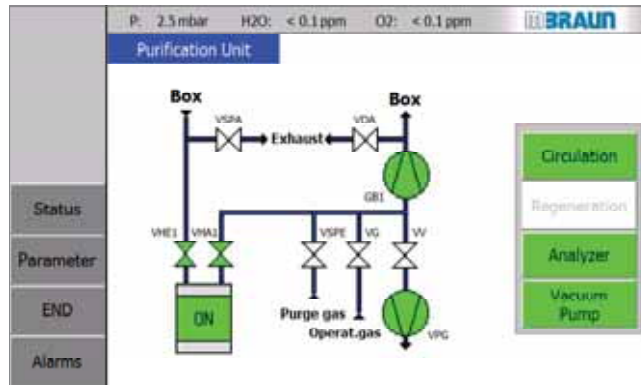 P: 2.5 mbar H2O: < 0.1 ppm O2: < 0.1 ppm MBRAUN
Purification Unit
Box Box
VSPA VDA
Exhaust
GB1
Circulation
Regeneration
Analyzer
Vacuum
Pump
Status
Parameter
END
Alarms
VHE1 VHA1 VSPE VG VV
ON
Purge gas
Operat.gas
VPG